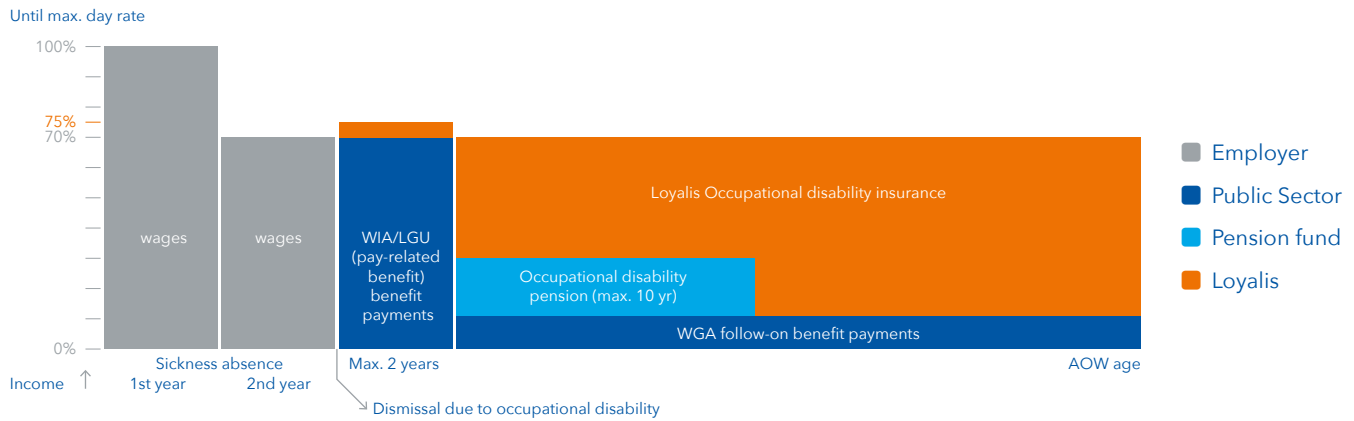 Until max. day rate
100%
75%
70%
0%
wages
wages
WIA/LGU
(pay-related
benefit)
benefit
payments
Loyalis Occupational disability insurance
Occupational disability
pension (max. 10 yr)
WGA follow-on benefit payments
Employer
Public Sector
Pension fund
Loyalis
Sickness absence
Max. 2 years
AOW age
Income
1st year
2nd year
Dismissal due to occupational disability